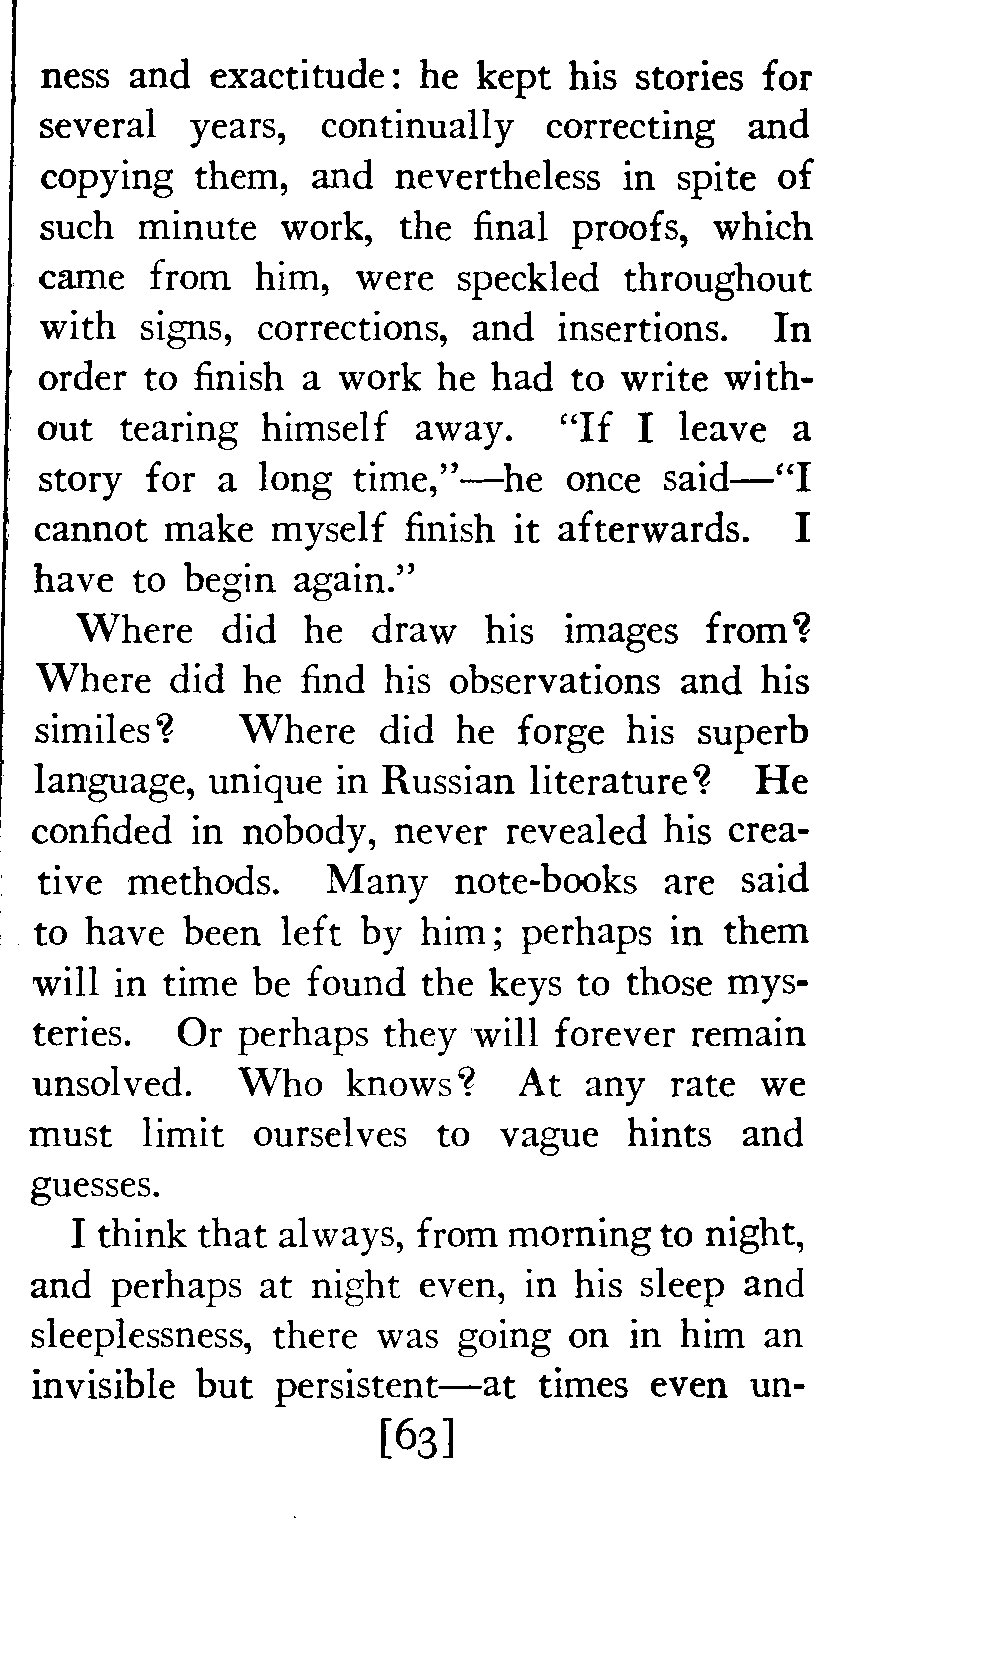 ness and exactitude: he kept his stories for
several years, continually correcting and
copying them, and nevertheless in spite of
such minute work, the final proofs, which
came from him, were speckled throughout
with signs, corrections, and insertions. In
order to finish a work he had to write with-
out tearing himself away. “If I leave a
story for a long time,”—he once said—“I
cannot make myself finish it afterwards. I
have to begin again.”
Where did he draw his images from?
Where did he find his observations and his
similes? Where did he forge his superb
language, unique in Russian literature? He
confided in nobody, never revealed his crea-
tive methods. Many note-books are said
to have been left by him; perhaps in them
will in time be found the keys to those mys-
teries. Or perhaps they will forever remain
unsolved. Who knows? At any rate we
must limit ourselves to vague hints and
guesses.
I think that always, from morning to night,
and perhaps at night even, in his sleep and
sleeplessness, there was going on in him an
invisible but persistent—at times even un-
[63]